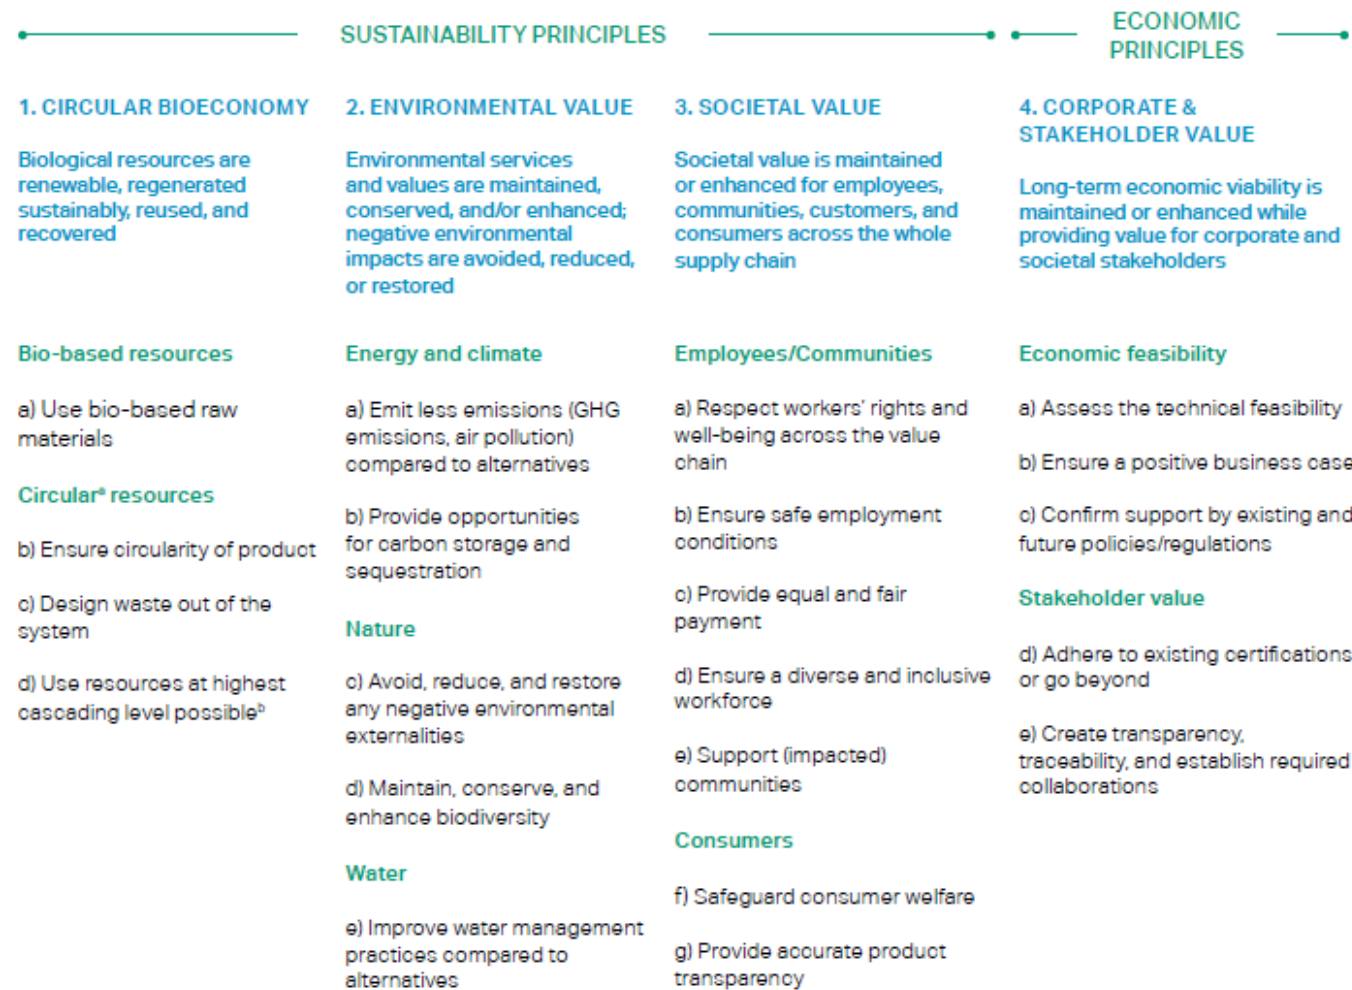 SUSTAINABILITY PRINCIPLES
ECONOMIC
PRINCIPLES
1. CIRCULAR BIOECONOMY
Biological resources are
renewable, regenerated
sustainably, reused, and
recovered
Bio-based resources
a) Use bio-based raw
materials
Circularª resources
b) Ensure circularity of product
c) Design waste out of the
system
d) Use resources at highest
cascading level possibleᵇ
2. ENVIRONMENTAL VALUE
Environmental services
and values are maintained,
conserved, and/or enhanced;
negative environmental
impacts are avoided, reduced,
or restored
Energy and climate
a) Emit less emissions (GHG
emissions, air pollution)
compared to alternatives
b) Provide opportunities
for carbon storage and
sequestration
Nature
c) Avoid, reduce, and restore
any negative environmental
externalities
d) Maintain, conserve, and
enhance biodiversity
Water
e) Improve water management
practices compared to
alternatives
3. SOCIETAL VALUE
Societal value is maintained
or enhanced for employees,
communities, customers, and
consumers across the whole
supply chain
Employees/Communities
a) Respect workers' rights and
well-being across the value
chain
b) Ensure safe employment
conditions
c) Provide equal and fair
payment
d) Ensure a diverse and inclusive
workforce
e) Support (impacted)
communities
Consumers
f) Safeguard consumer welfare
g) Provide accurate product
transparency
4. CORPORATE &
STAKEHOLDER VALUE
Long-term economic viability is
maintained or enhanced while
providing value for corporate and
societal stakeholders
Economic feasibility
a) Assess the technical feasibility
b) Ensure a positive business case
c) Confirm support by existing and
future policies/regulations
Stakeholder value
d) Adhere to existing certifications
or go beyond
e) Create transparency,
traceability, and establish required
collaborations